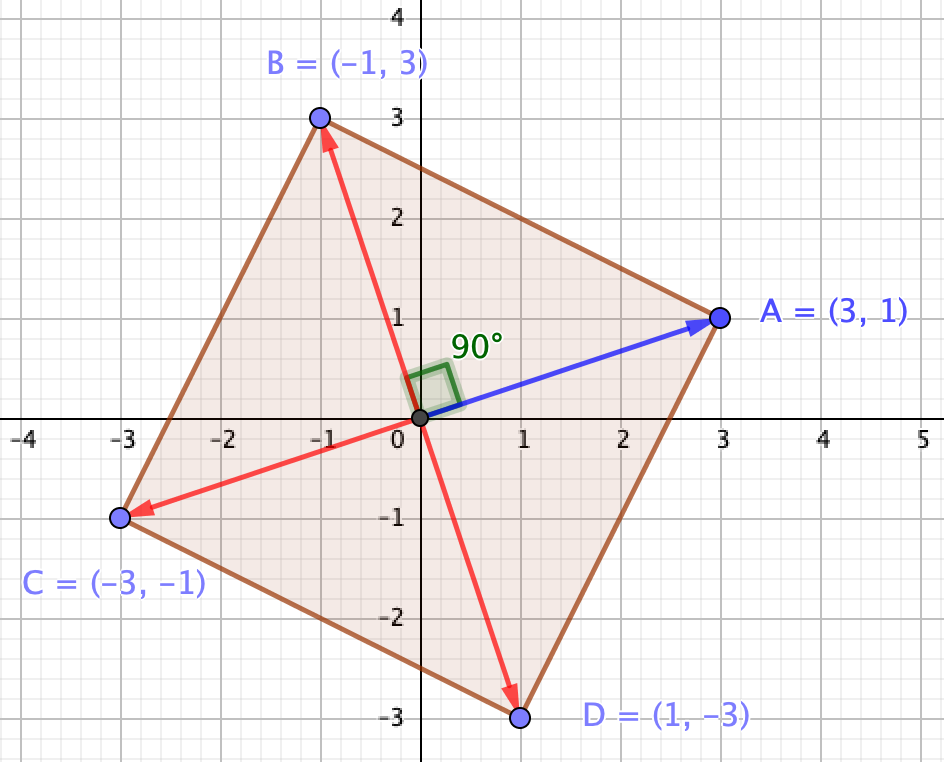 4
B = (–1, 3)
3
2
1
A = (3, 1)
90°
–4 –3 –2 –1 0 1 2 3 4 5
–1
C = (–3, –1)
–2
–3
D = (1, –3)